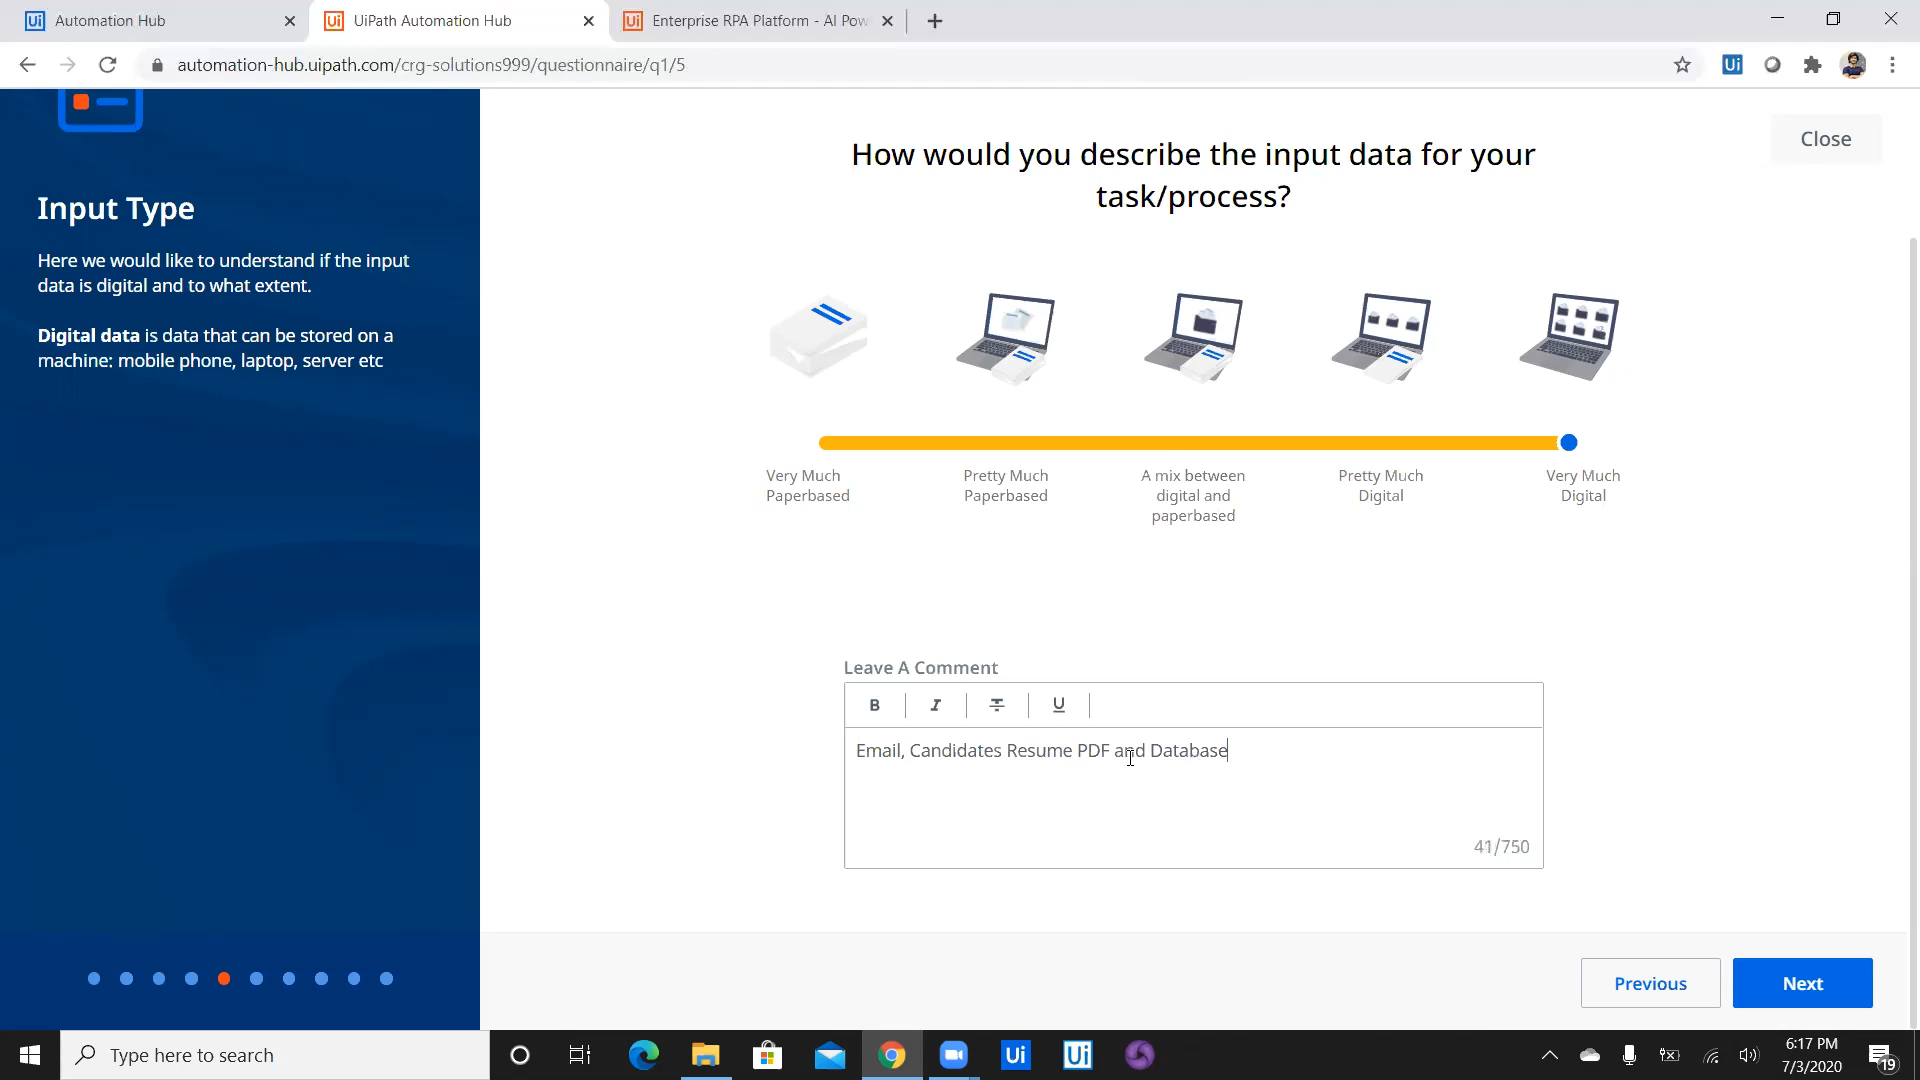 Automation Hub
UiPath Automation Hub
Enterprise RPA Platform - AI Pow
automation-hub.uipath.com/crg-solutions999/questionnaire/q1/5
Ui
Close
How would you describe the input data for your
task/process?
Input Type
Here we would like to understand if the input
data is digital and to what extent.
Digital data is data that can be stored on a
machine: mobile phone, laptop, server etc
Very Much
Paperbased
Pretty Much
Paperbased
A mix between
digital and
paperbased
Pretty Much
Digital
Very Much
Digital
Leave A Comment
B I T U
Email, Candidates Resume PDF and Database
41/750
Previous
Next
Type here to search
Ui
Ui
6:17 PM
7/3/2020
19